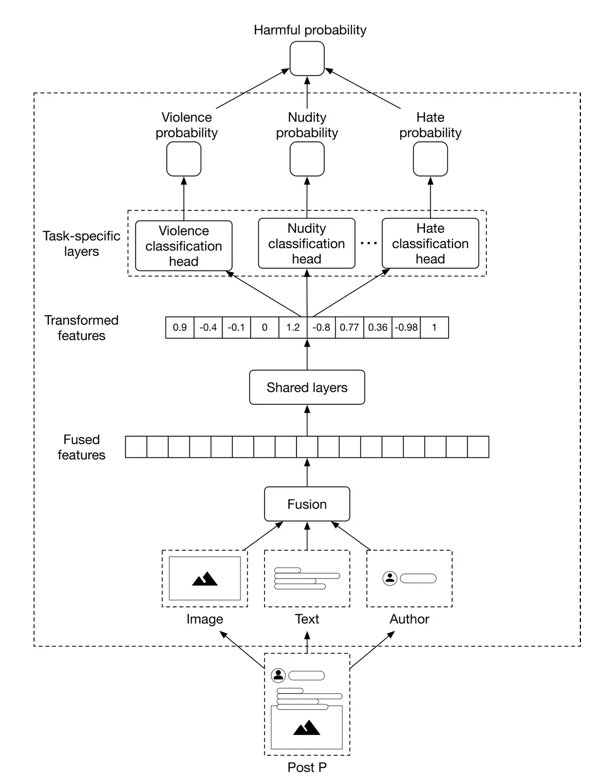 Harmful probability
Violence probability
Nudity probability
Hate probability
Task-specific layers
Violence classification head
Nudity classification head
...
Hate classification head
Transformed features
0.9 -0.4 -0.1 0 1.2 -0.8 0.77 0.36 -0.98 1
Shared layers
Fused features
Fusion
Image
Text
Author
Post P